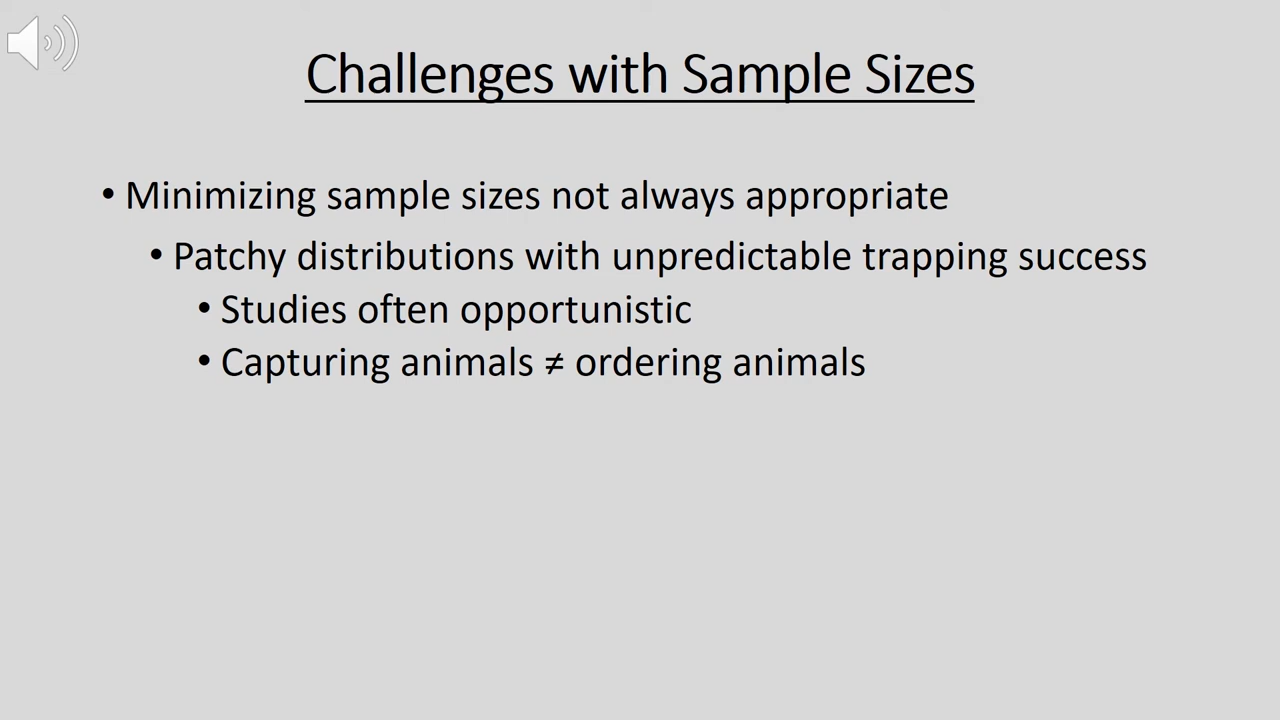 Challenges with Sample Sizes
• Minimizing sample sizes not always appropriate
• Patchy distributions with unpredictable trapping success
• Studies often opportunistic
• Capturing animals ≠ ordering animals